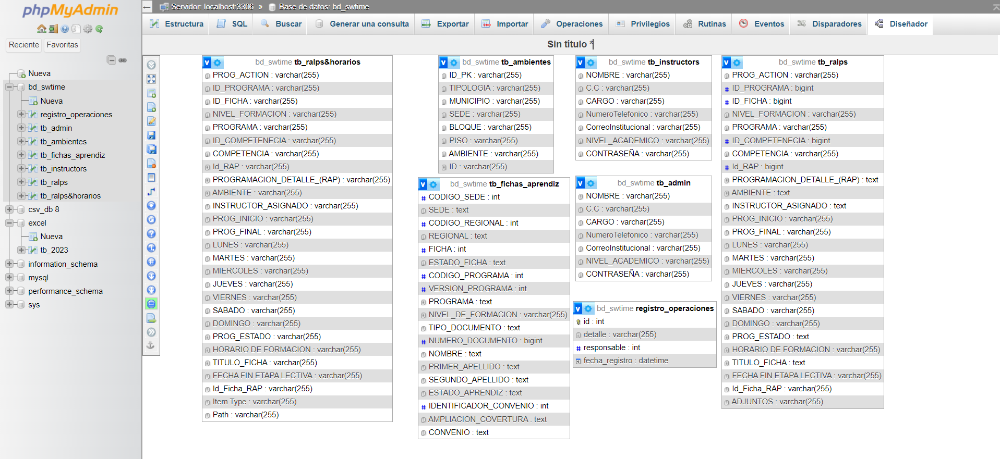 phpMyAdmin
Reciente
Favoritas
Nueva
bd_swtime
Nueva
registro_operaciones
tb_admin
tb_ambientes
tb_fichas_aprendiz
tb_instructors
tb_ralps
tb_ralps&horarios
csv_db 8
excel
Nueva
tb_2023
information_schema
mysql
performance_schema
sys
Servidor: localhost:3306 » Base de datos: bd_swtime
Estructura
SQL
Buscar
Generar una consulta
Exportar
Importar
Operaciones
Privilegios
Rutinas
Eventos
Disparadores
Diseñador
Sin título *
v bd_swtime tb_ralps&horarios
PROG_ACTION : varchar(255)
ID_PROGRAMA : varchar(255)
ID_FICHA : varchar(255)
NIVEL_FORMACION : varchar(255)
PROGRAMA : varchar(255)
ID_COMPETENECIA : varchar(255)
COMPETENCIA : varchar(255)
Id_RAP : varchar(255)
PROGRAMACION_DETALLE_(RAP) : varchar(255)
AMBIENTE : varchar(255)
INSTRUCTOR_ASIGNADO : varchar(255)
PROG_INICIO : varchar(255)
PROG_FINAL : varchar(255)
LUNES : varchar(255)
MARTES : varchar(255)
MIERCOLES : varchar(255)
JUEVES : varchar(255)
VIERNES : varchar(255)
SABADO : varchar(255)
DOMINGO : varchar(255)
PROG_ESTADO : varchar(255)
HORARIO DE FORMACION : varchar(255)
TITULO_FICHA : varchar(255)
FECHA FIN ETAPA LECTIVA : varchar(255)
Id_Ficha_RAP : varchar(255)
Item Type : varchar(255)
Path : varchar(255)
v bd_swtime tb_ambientes
ID_PK : varchar(255)
TIPOLOGIA : varchar(255)
MUNICIPIO : varchar(255)
SEDE : varchar(255)
BLOQUE : varchar(255)
PISO : varchar(255)
AMBIENTE : varchar(255)
ID : varchar(255)
v bd_swtime tb_fichas_aprendiz
# CODIGO_SEDE : int
SEDE : text
# CODIGO_REGIONAL : int
REGIONAL : text
# FICHA : int
ESTADO_FICHA : text
# CODIGO_PROGRAMA : int
# VERSION_PROGRAMA : int
PROGRAMA : text
NIVEL_DE_FORMACION : varchar(255)
TIPO_DOCUMENTO : text
# NUMERO_DOCUMENTO : bigint
NOMBRE : text
PRIMER_APELLIDO : text
SEGUNDO_APELLIDO : text
ESTADO_APRENDIZ : text
# IDENTIFICADOR_CONVENIO : int
AMPLIACION_COVERTURA : text
CONVENIO : text
v bd_swtime tb_instructors
NOMBRE : varchar(255)
C.C : varchar(255)
CARGO : varchar(255)
NumeroTelefonico : varchar(255)
CorreoInstitucional : varchar(255)
NIVEL_ACADEMICO : varchar(255)
CONTRASEÑA : varchar(255)
v bd_swtime tb_admin
NOMBRE : varchar(255)
C.C : varchar(255)
CARGO : varchar(255)
NumeroTelefonico : varchar(255)
CorreoInstitucional : varchar(255)
NIVEL_ACADEMICO : varchar(255)
CONTRASEÑA : varchar(255)
v bd_swtime registro_operaciones
id : int
detalle : varchar(255)
# responsable : int
fecha_registro : datetime
v bd_swtime tb_ralps
PROG_ACTION : varchar(255)
# ID_PROGRAMA : bigint
# ID_FICHA : bigint
NIVEL_FORMACION : varchar(255)
PROGRAMA : varchar(255)
# ID_COMPETENECIA : bigint
COMPETENCIA : varchar(255)
# Id_RAP : bigint
PROGRAMACION_DETALLE_(RAP) : text
AMBIENTE : text
INSTRUCTOR_ASIGNADO : text
PROG_INICIO : varchar(255)
PROG_FINAL : varchar(255)
LUNES : varchar(255)
MARTES : varchar(255)
MIERCOLES : varchar(255)
JUEVES : varchar(255)
VIERNES : varchar(255)
SABADO : varchar(255)
DOMINGO : varchar(255)
PROG_ESTADO : text
HORARIO DE FORMACION : varchar(255)
TITULO_FICHA : text
FECHA FIN ETAPA LECTIVA : varchar(255)
Id_Ficha_RAP : varchar(255)
ADJUNTOS : varchar(255)